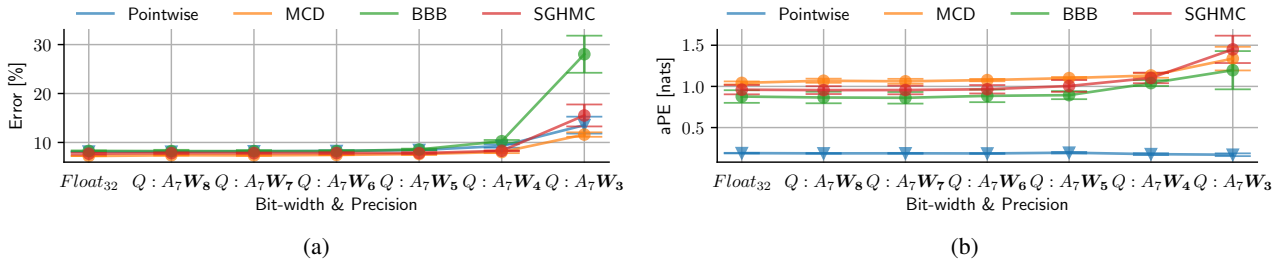 Pointwise MCD BBB SGHMC
30
20
10
Error [%]
Float32 Q : A7W8 Q : A7W7 Q : A7W6 Q : A7W5 Q : A7W4 Q : A7W3
Bit-width & Precision
(a)
Pointwise MCD BBB SGHMC
1.5
1.0
0.5
aPE [nats]
Float32 Q : A7W8 Q : A7W7 Q : A7W6 Q : A7W5 Q : A7W4 Q : A7W3
Bit-width & Precision
(b)